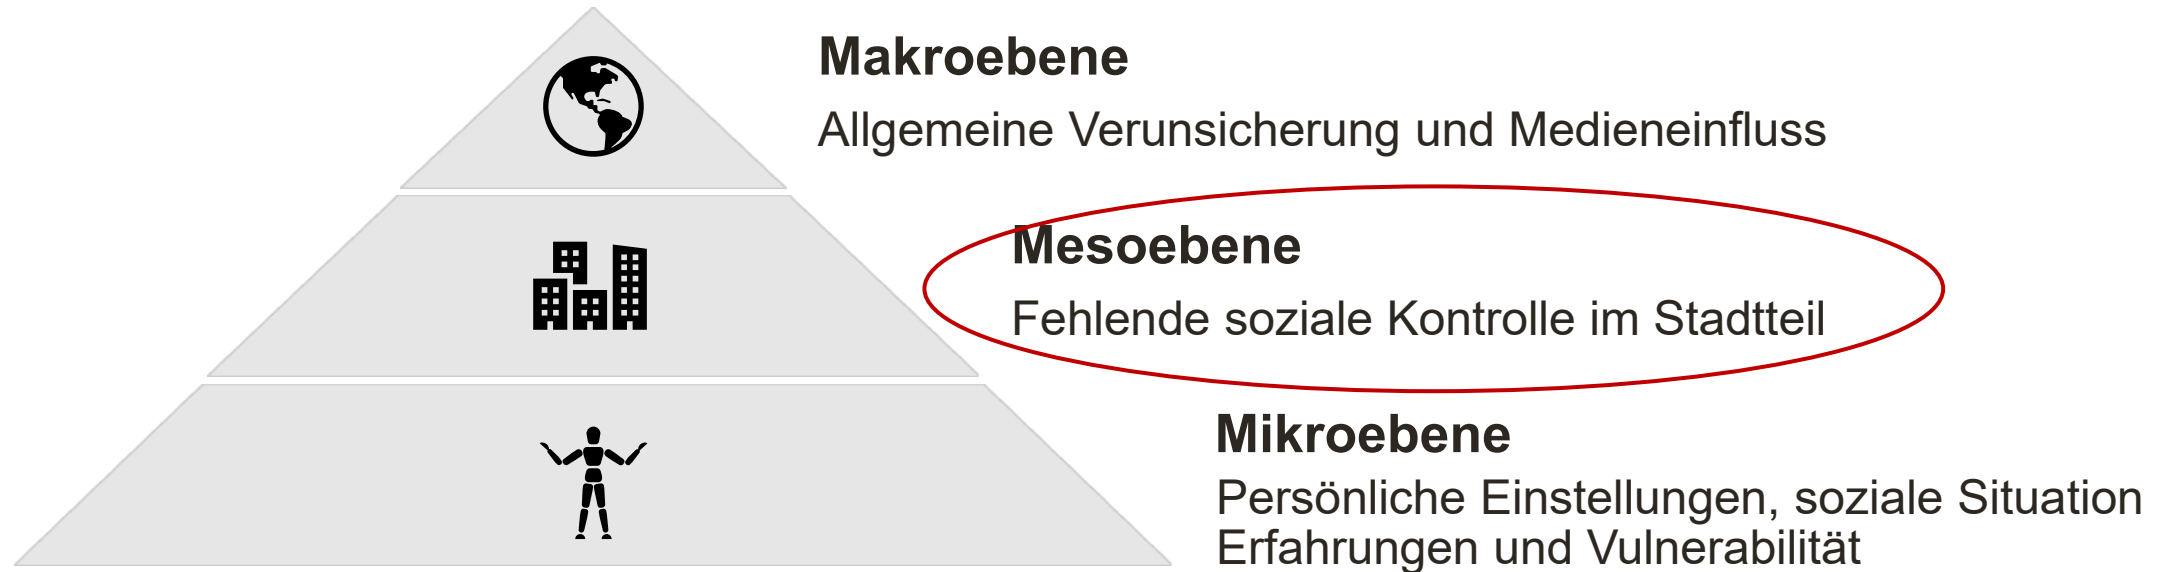 Makroebene
Allgemeine Verunsicherung und Medieneinfluss
Mesoebene
Fehlende soziale Kontrolle im Stadtteil
Mikroebene
Persönliche Einstellungen, soziale Situation
Erfahrungen und Vulnerabilität